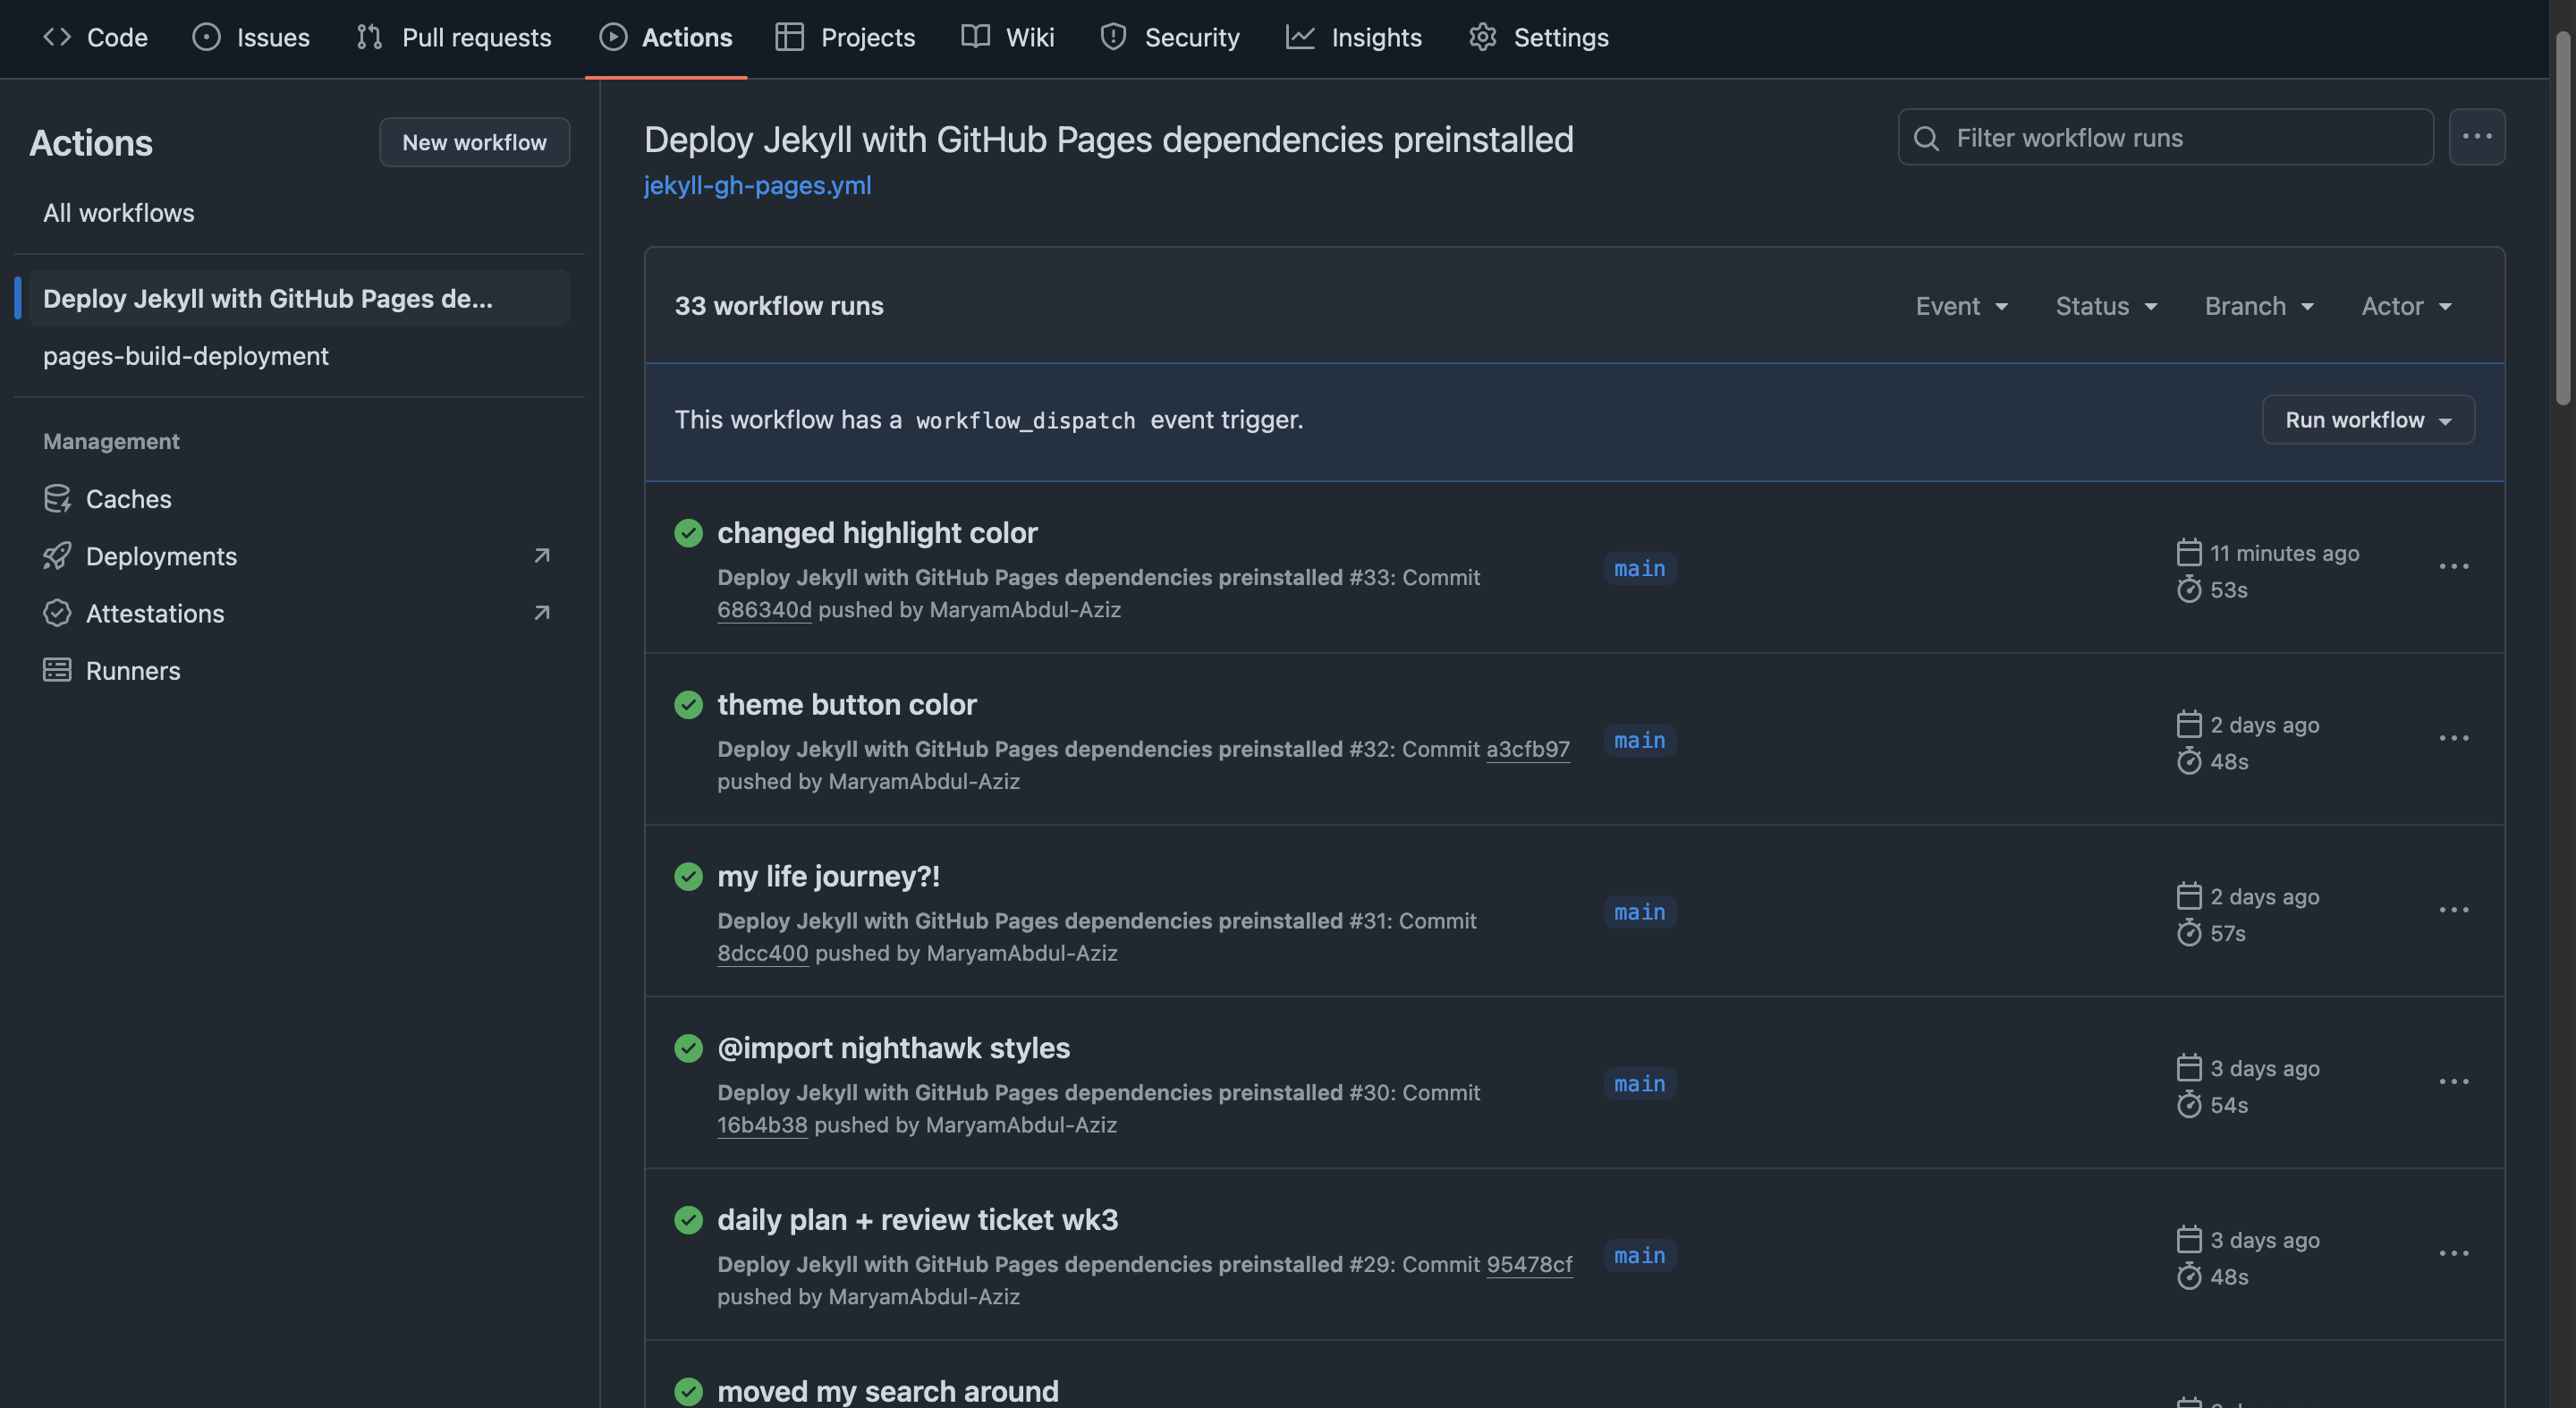 Code Issues Pull requests Actions Projects Wiki Security Insights Settings
Actions
New workflow
All workflows
Deploy Jekyll with GitHub Pages de...
pages-build-deployment
Management
Caches
Deployments
Attestations
Runners
Deploy Jekyll with GitHub Pages dependencies preinstalled
jekyll-gh-pages.yml
Filter workflow runs
33 workflow runs
Event Status Branch Actor
This workflow has a workflow_dispatch event trigger.
Run workflow
changed highlight color
Deploy Jekyll with GitHub Pages dependencies preinstalled #33: Commit
686340d pushed by MaryamAbdul-Aziz
main
11 minutes ago
53s
theme button color
Deploy Jekyll with GitHub Pages dependencies preinstalled #32: Commit a3cfb97
pushed by MaryamAbdul-Aziz
main
2 days ago
48s
my life journey?!
Deploy Jekyll with GitHub Pages dependencies preinstalled #31: Commit
8dcc400 pushed by MaryamAbdul-Aziz
main
2 days ago
57s
@import nighthawk styles
Deploy Jekyll with GitHub Pages dependencies preinstalled #30: Commit
16b4b38 pushed by MaryamAbdul-Aziz
main
3 days ago
54s
daily plan + review ticket wk3
Deploy Jekyll with GitHub Pages dependencies preinstalled #29: Commit 95478cf
pushed by MaryamAbdul-Aziz
main
3 days ago
48s
moved my search around